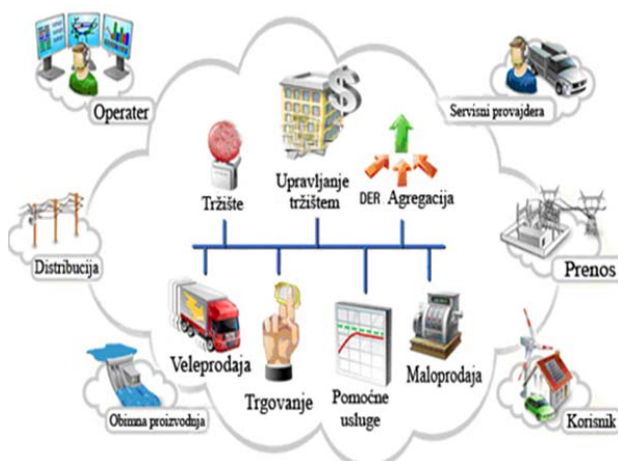 Operater
Servisni provajdera
Tržište
Upravljanje
tržištem
DER Agregacija
Distribucija
Prenos
Veleprodaja
Trgovanje
Pomoćne
usluge
Maloprodaja
Obimna proizvodnja
Korisnik